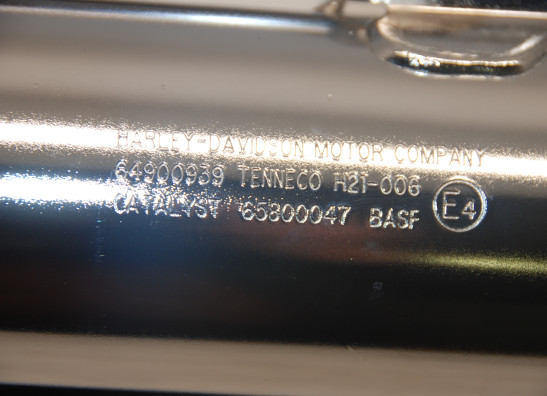 HARLEY-DAVIDSON MOTOR COMPANY
64900939 TENNECO H21-006
CATALYST 65800047 BASF E4